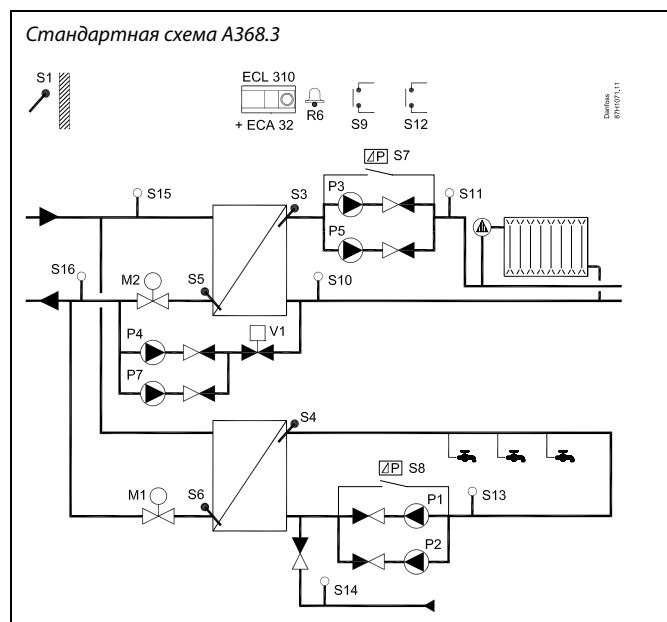 Стандартная схема A368.3
S1
ECL 310
+ ECA 32
R6
S9
S12
Danfoss
87H1071.11
⊿P S7
S15
S3
P3
S11
P5
S16
M2
S5
S10
P4
V1
P7
S4
⊿P S8
M1
S6
P1
S13
P2
S14